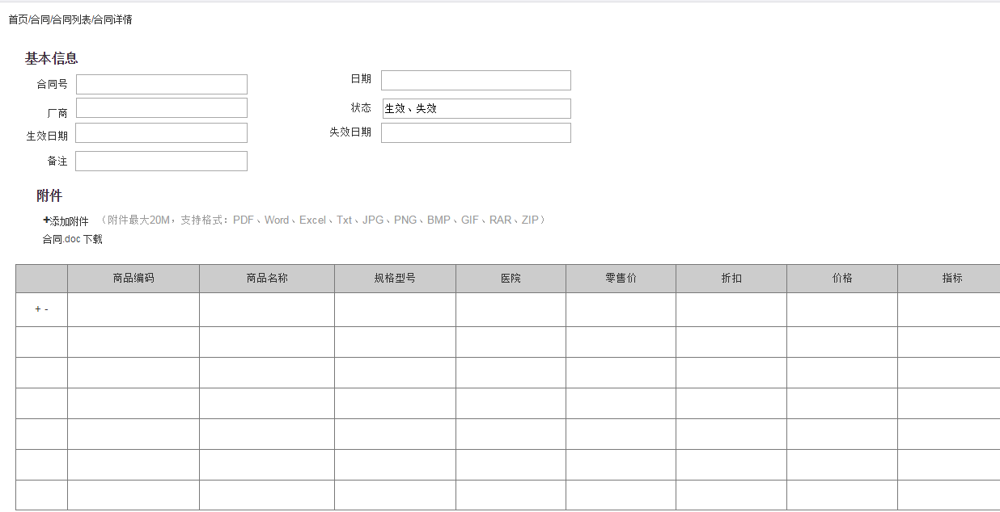 首页/合同/合同列表/合同详情
基本信息
合同号
日期
厂商
状态 生效、失效
生效日期
失效日期
备注
附件
+添加附件 （附件最大20M，支持格式：PDF、Word、Excel、Txt、JPG、PNG、BMP、GIF、RAR、ZIP）
合同.doc 下载
商品编码 商品名称 规格型号 医院 零售价 折扣 价格 指标
+ -